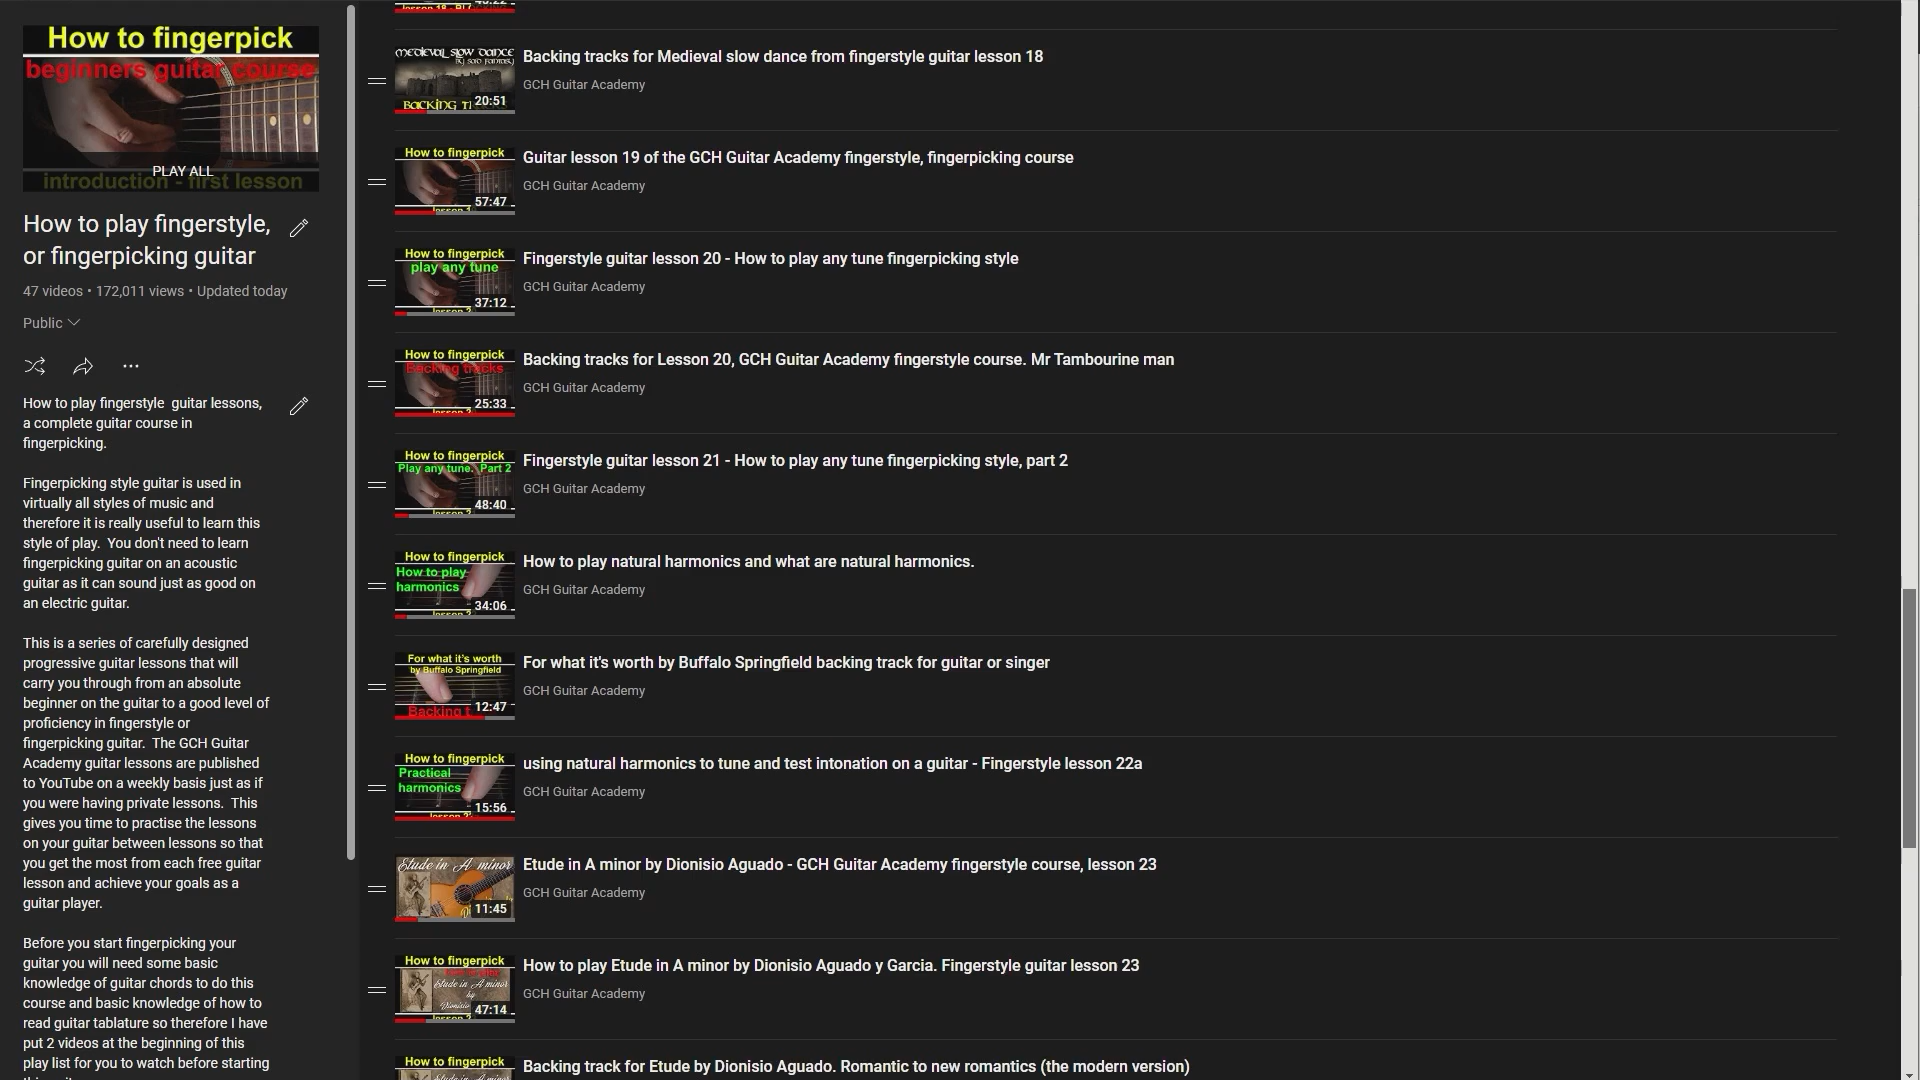 How to fingerpick
beginners guitar course
PLAY ALL
introduction - first lesson
How to play fingerstyle,
or fingerpicking guitar
47 videos • 172,011 views • Updated today
Public
How to play fingerstyle  guitar lessons,
a complete guitar course in
fingerpicking.
Fingerpicking style guitar is used in
virtually all styles of music and
therefore it is really useful to learn this
style of play.  You don't need to learn
fingerpicking guitar on an acoustic
guitar as it can sound just as good on
an electric guitar.
This is a series of carefully designed
progressive guitar lessons that will
carry you through from an absolute
beginner on the guitar to a good level of
proficiency in fingerstyle or
fingerpicking guitar.  The GCH Guitar
Academy guitar lessons are published
to YouTube on a weekly basis just as if
you were having private lessons.  This
gives you time to practise the lessons
on your guitar between lessons so that
you get the most from each free guitar
lesson and achieve your goals as a
guitar player.
Before you start fingerpicking your
guitar you will need some basic
knowledge of guitar chords to do this
course and basic knowledge of how to
read guitar tablature so therefore I have
put 2 videos at the beginning of this
play list for you to watch before starting
Medieval slow dance
Backing
20:51
Backing tracks for Medieval slow dance from fingerstyle guitar lesson 18
GCH Guitar Academy
How to fingerpick
57:47
Guitar lesson 19 of the GCH Guitar Academy fingerstyle, fingerpicking course
GCH Guitar Academy
How to fingerpick
play any tune
37:12
Fingerstyle guitar lesson 20 - How to play any tune fingerpicking style
GCH Guitar Academy
How to fingerpick
Backing tracks
25:33
Backing tracks for Lesson 20, GCH Guitar Academy fingerstyle course. Mr Tambourine man
GCH Guitar Academy
How to fingerpick
Play any tune. Part 2
48:40
Fingerstyle guitar lesson 21 - How to play any tune fingerpicking style, part 2
GCH Guitar Academy
How to fingerpick
How to play
harmonics
34:06
How to play natural harmonics and what are natural harmonics.
GCH Guitar Academy
For what it's worth
by Buffalo Springfield
Backing t
12:47
For what it's worth by Buffalo Springfield backing track for guitar or singer
GCH Guitar Academy
How to fingerpick
Practical
harmonics
15:56
using natural harmonics to tune and test intonation on a guitar - Fingerstyle lesson 22a
GCH Guitar Academy
Etude in A minor
11:45
Etude in A minor by Dionisio Aguado - GCH Guitar Academy fingerstyle course, lesson 23
GCH Guitar Academy
How to fingerpick
Etude in A minor
by
47:14
How to play Etude in A minor by Dionisio Aguado y Garcia. Fingerstyle guitar lesson 23
GCH Guitar Academy
How to fingerpick
Backing track for Etude by Dionisio Aguado. Romantic to new romantics (the modern version)